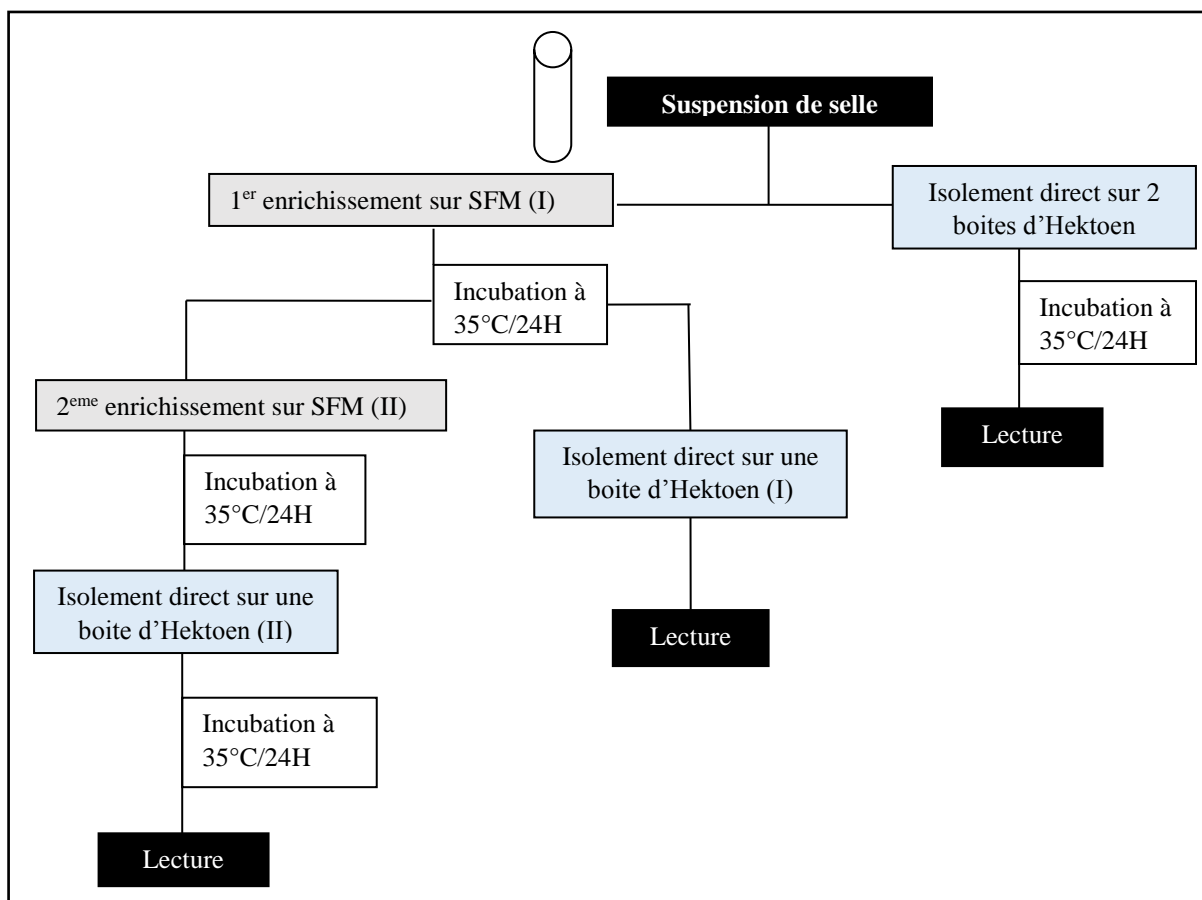 Suspension de selle
1er enrichissement sur SFM (I)
Isolement direct sur 2
boites d’Hektoen
Incubation à
35°C/24H
Incubation à
35°C/24H
2eme enrichissement sur SFM (II)
Lecture
Isolement direct sur une
boite d’Hektoen (I)
Incubation à
35°C/24H
Isolement direct sur une
boite d’Hektoen (II)
Lecture
Incubation à
35°C/24H
Lecture